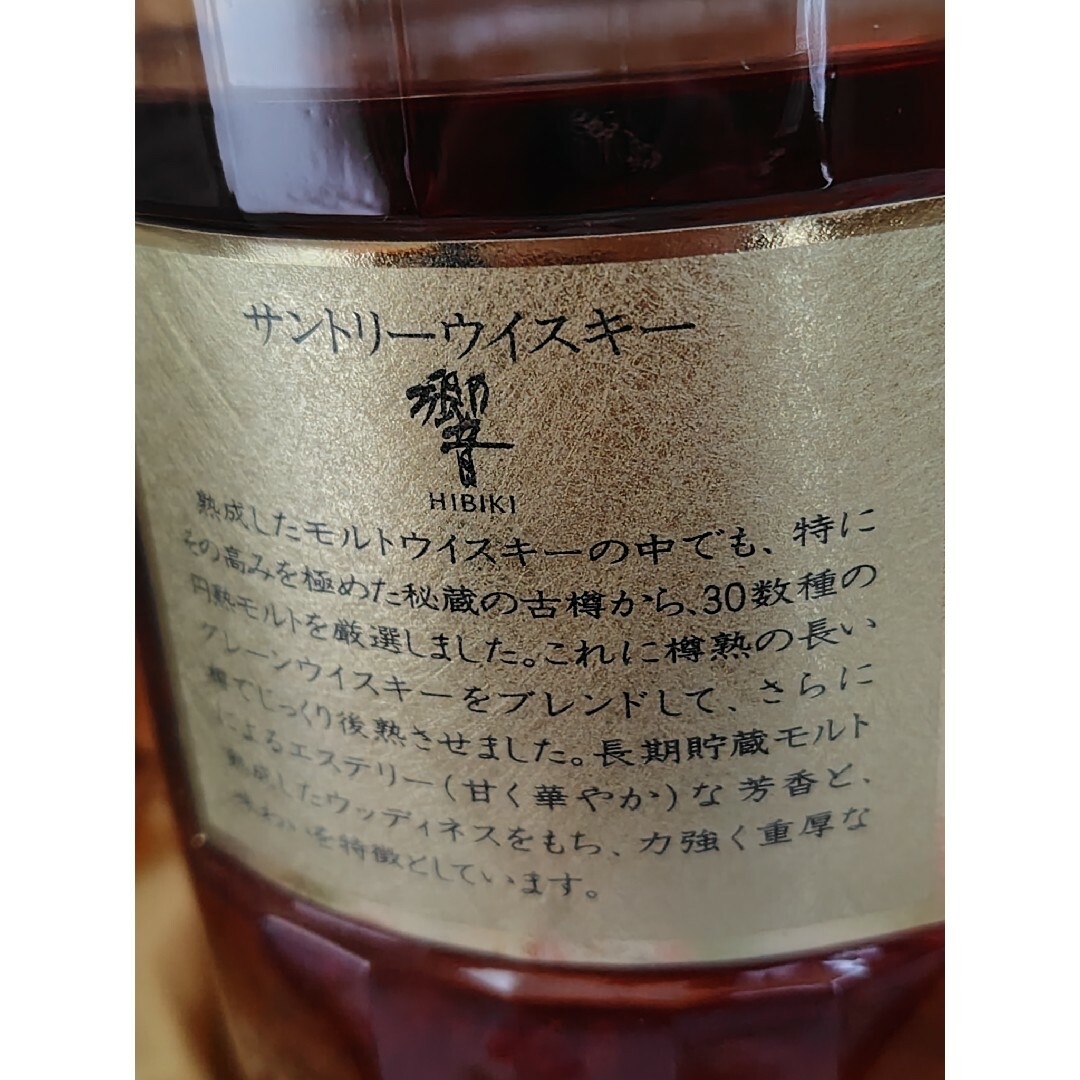 サントリーウイスキー
響
HIBIKI
熟成したモルトウイスキーの中でも、特に
その高みを極めた秘蔵の古樽から、30数種の
円熟モルトを厳選しました。これに樽熟の長い
グレーンウイスキーをブレンドして、さらに
樽でじっくり後熟させました。長期貯蔵モルト
によるエステリー(甘く華やか)な芳香と、
熟成したウッディネスをもち、力強く重厚な
味わいを特徴としています。